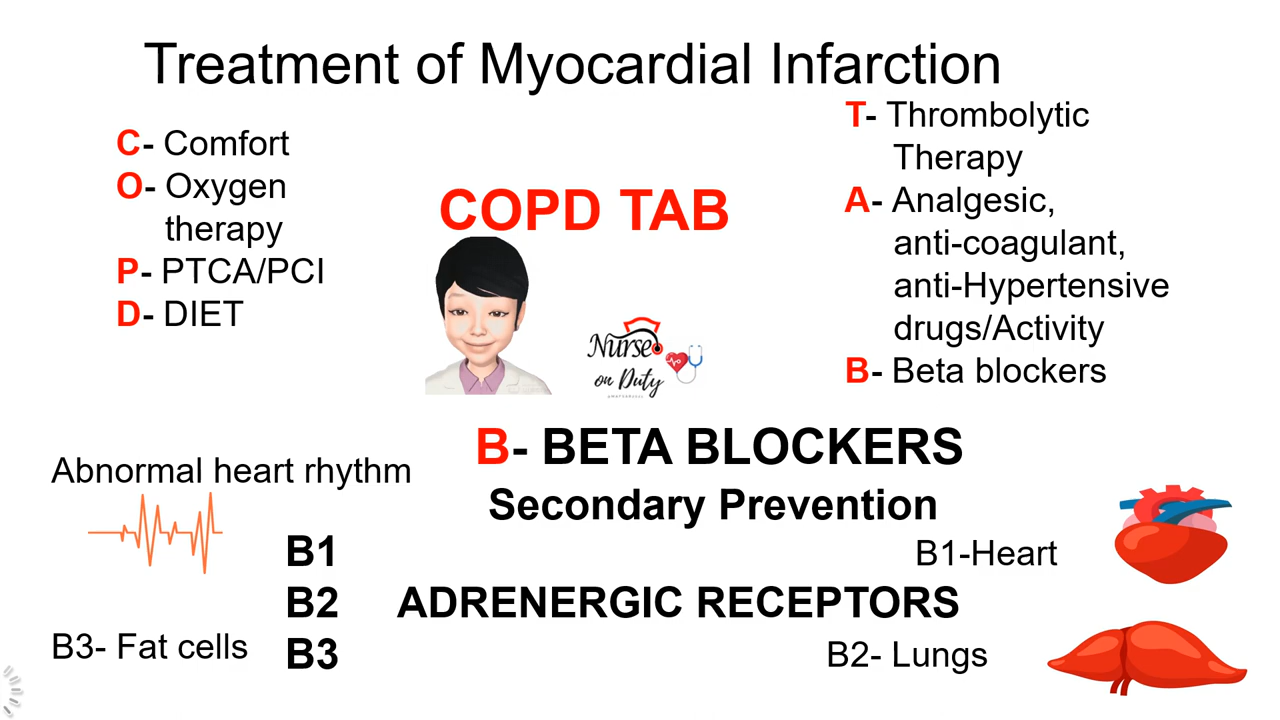 Treatment of Myocardial Infarction
C- Comfort
O- Oxygen
therapy
P- PTCA/PCI
D- DIET
COPD TAB
Nurse
on Duty
T- Thrombolytic
Therapy
A- Analgesic,
anti-coagulant,
anti-Hypertensive
drugs/Activity
B- Beta blockers
B- BETA BLOCKERS
Secondary Prevention
Abnormal heart rhythm
B1
B2
B3
ADRENERGIC RECEPTORS
B1-Heart
B3- Fat cells
B2- Lungs